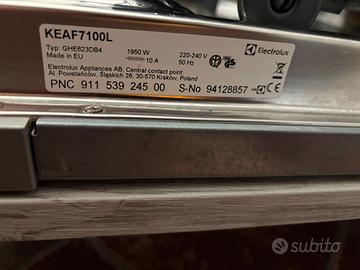 KEAF7100L
Typ: GHE623DB4 1950 W 220-240 V Electrolux
Made in EU 10 A 50 Hz
Electrolux Appliances AB, Central contact point
Al. Powstańców, Śląskich 26, 30-570 Kraków, Poland
PNC 911 539 245 00 S-No 94128857
subito